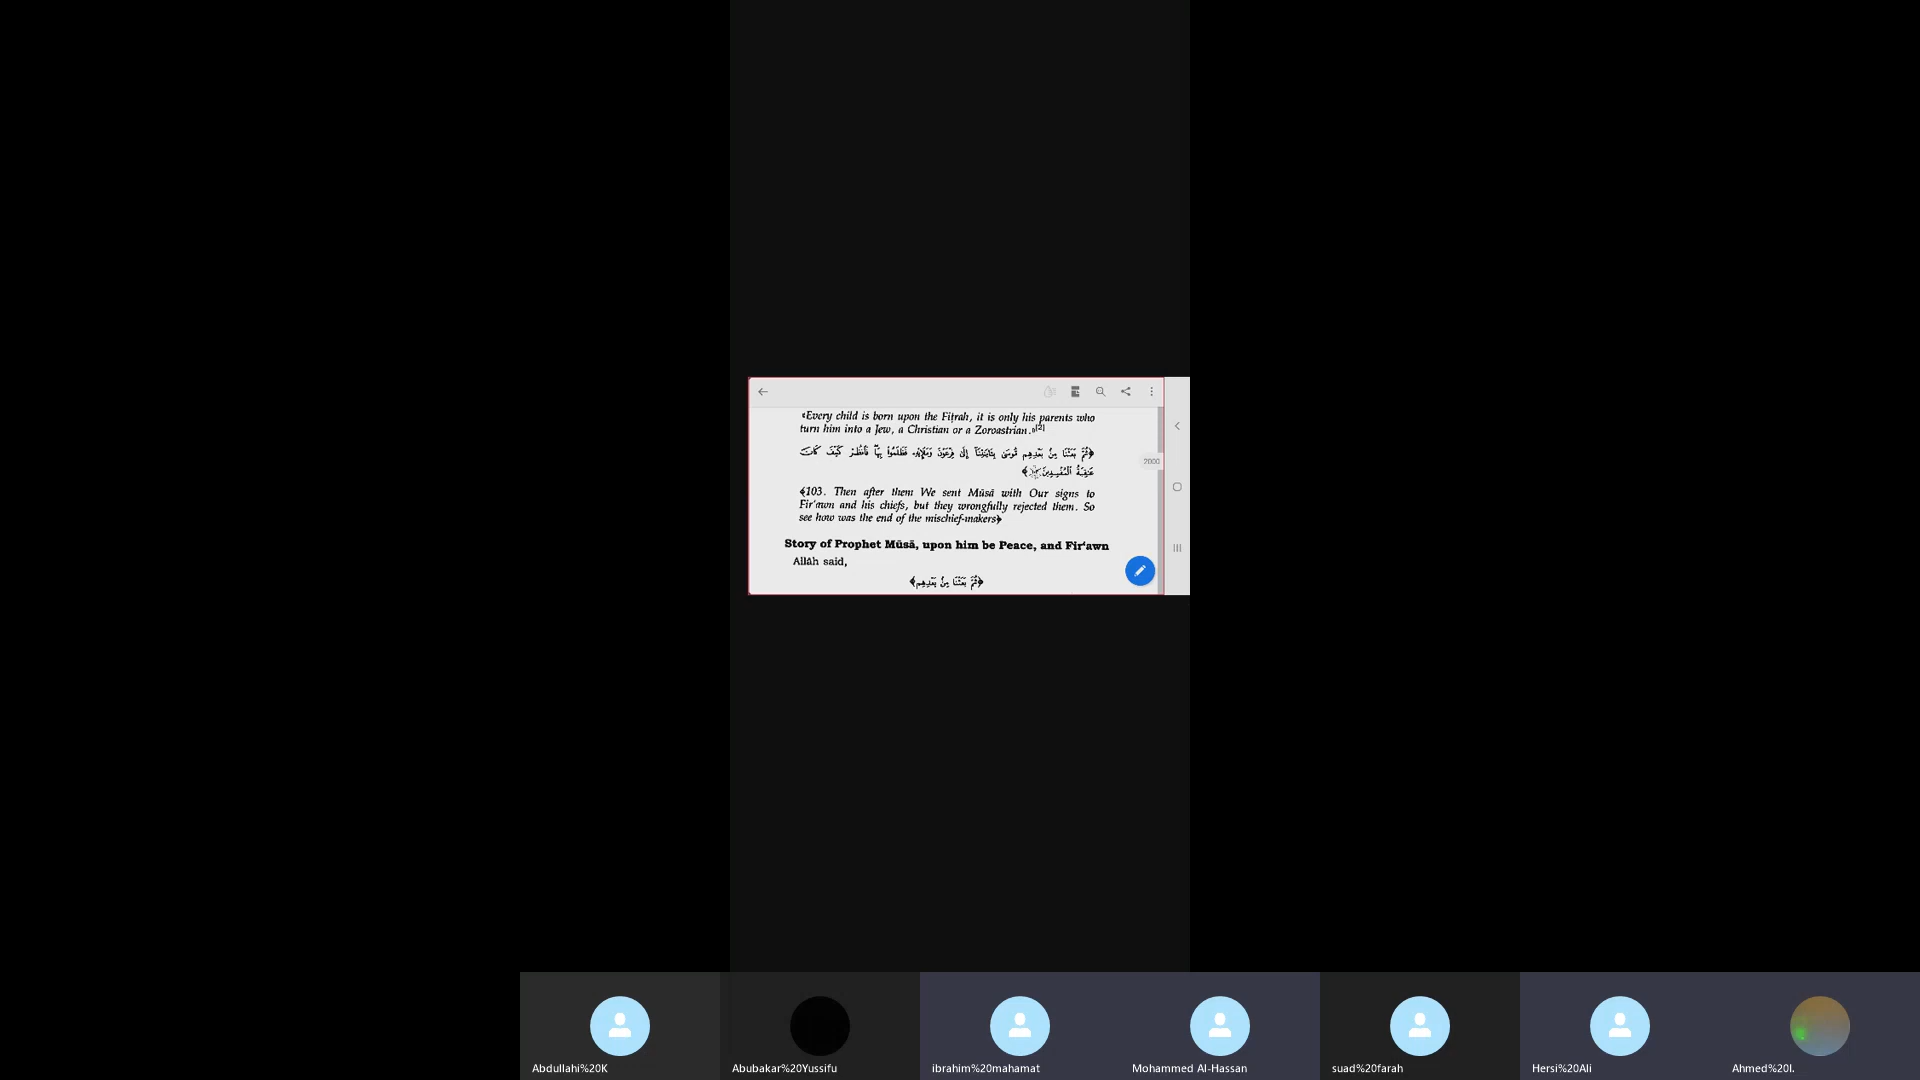 «Every child is born upon the Fiṭrah, it is only his parents who
turn him into a Jew, a Christian or a Zoroastrian.»[2]
﴿ثُمَّ بَعَثْنَا مِنۢ بَعْدِهِم مُّوسَىٰ بِـَٔايَٰتِنَآ إِلَىٰ فِرْعَوْنَ وَمَلَإِي۟هِۦ فَظَلَمُوا۟ بِهَا ۖ فَٱنظُرْ كَيْفَ كَانَ
عَٰقِبَةُ ٱلْمُفْسِدِينَ﴾
2000
﴾103. Then after them We sent Mūsā with Our signs to
Fir'awn and his chiefs, but they wrongfully rejected them. So
see how was the end of the mischief-makers﴿
Story of Prophet Mūsā, upon him be Peace, and Fir'awn
Allāh said,
﴿ثُمَّ بَعَثْنَا مِنۢ بَعْدِهِم﴾
Abdullahi%20K
Abubakar%20Yussifu
ibrahim%20mahamat
Mohammed Al-Hassan
suad%20farah
Hersi%20Ali
Ahmed%20I.